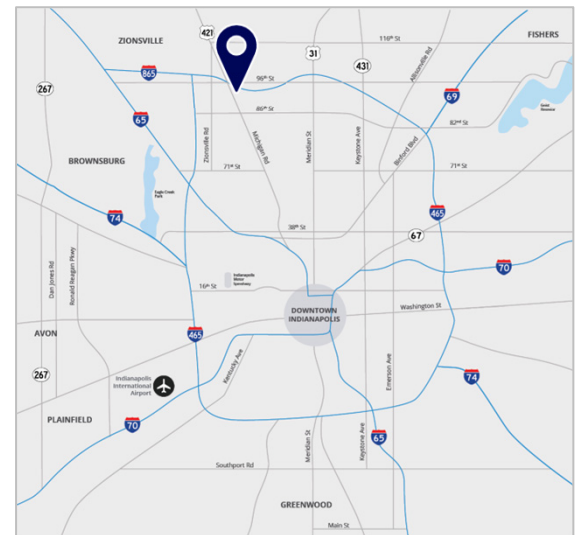 421
ZIONSVILLE
116th St
FISHERS
31
431
Allisonville Rd
865
96th St
267
69
65
86th St
82nd St
Geist
Reservoir
Zionsville Rd
Michigan Rd
Meridian St
Keystone Ave
Binford Blvd
BROWNSBURG
71st St
71st St
Eagle Creek
Park
74
465
38th St
67
Dan Jones Rd
Ronald Reagan Pkwy
70
Indianapolis
Motor
Speedway
16th St
Washington St
DOWNTOWN
INDIANAPOLIS
AVON
465
267
Kentucky Ave
Emerson Ave
74
Indianapolis
International
Airport
PLAINFIELD
70
Meridian St
Keystone Ave
65
Southport Rd
GREENWOOD
Main St